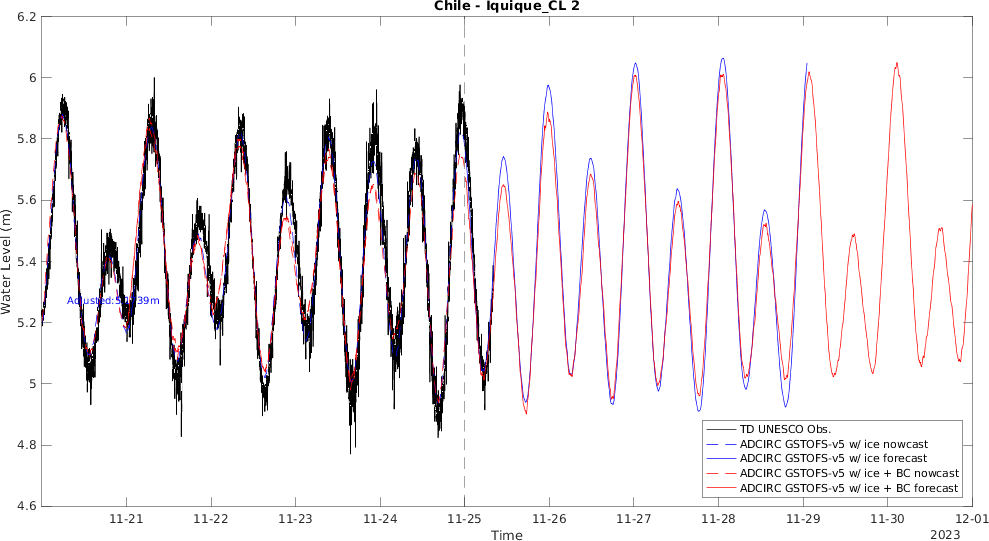 Chile - Iquique_CL 2
6.2
6
5.8
5.6
5.4
5.2
5
4.8
4.6
Water Level (m)
TD UNESCO Obs.
ADCIRC GSTOFS-v5 w/ ice nowcast
ADCIRC GSTOFS-v5 w/ ice forecast
ADCIRC GSTOFS-v5 w/ ice + BC nowcast
ADCIRC GSTOFS-v5 w/ ice + BC forecast
11-21
11-22
11-23
11-24
11-25
11-26
11-27
11-28
11-29
11-30
12-01
Time
2023